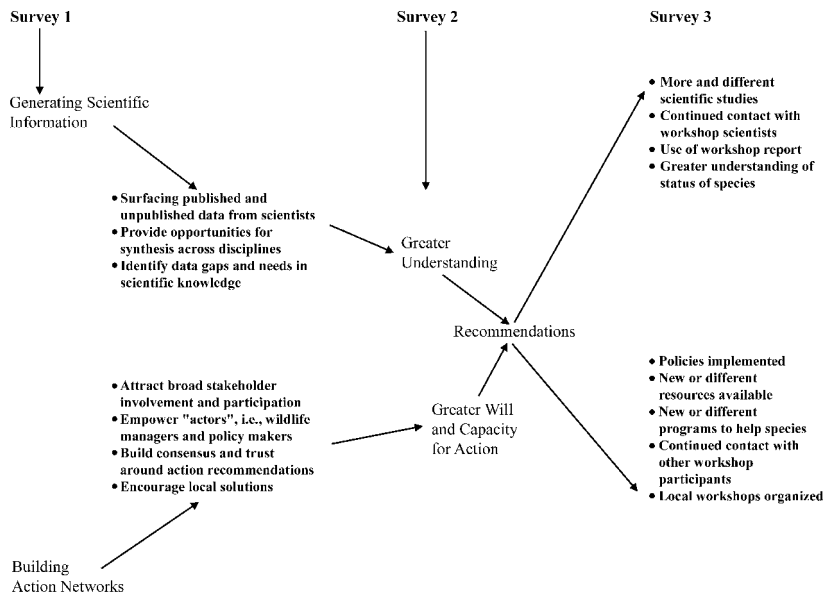 Survey 1
Survey 2
Survey 3
Generating Scientific
Information
• Surfacing published and
unpublished data from scientists
• Provide opportunities for
synthesis across disciplines
• Identify data gaps and needs in
scientific knowledge
Greater
Understanding
Recommendations
• More and different
scientific studies
• Continued contact with
workshop scientists
• Use of workshop report
• Greater understanding of
status of species
• Attract broad stakeholder
involvement and participation
• Empower "actors", i.e., wildlife
managers and policy makers
• Build consensus and trust
around action recommendations
• Encourage local solutions
Greater Will
and Capacity
for Action
• Policies implemented
• New or different
resources available
• New or different
programs to help species
• Continued contact with
other workshop
participants
• Local workshops organized
Building
Action Networks